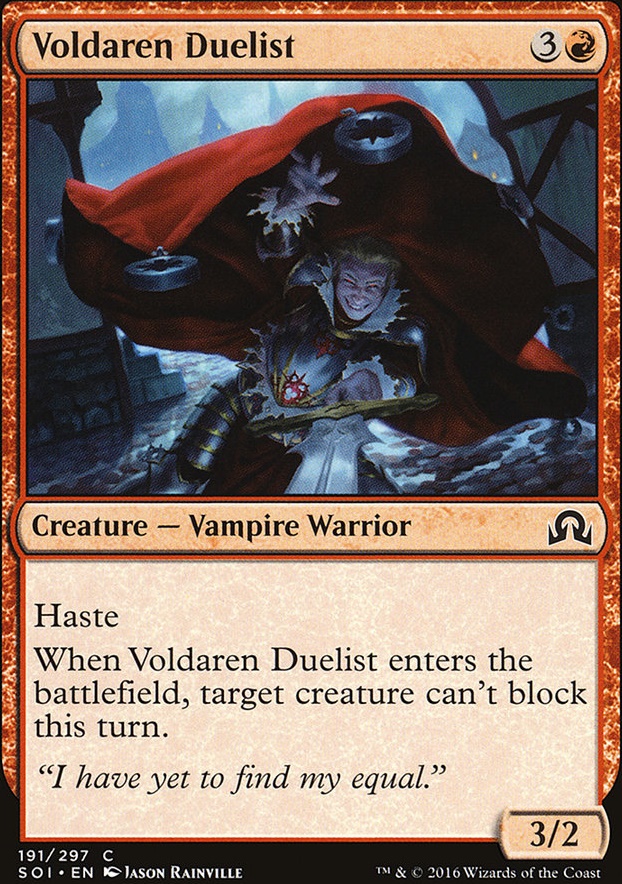 Voldaren Duelist 3
Creature — Vampire Warrior
Haste
When Voldaren Duelist enters the
battlefield, target creature can't block
this turn.
“I have yet to find my equal.”
3/2
191/297 C
SOI • EN Jason Rainville
™ & © 2016 Wizards of the Coast